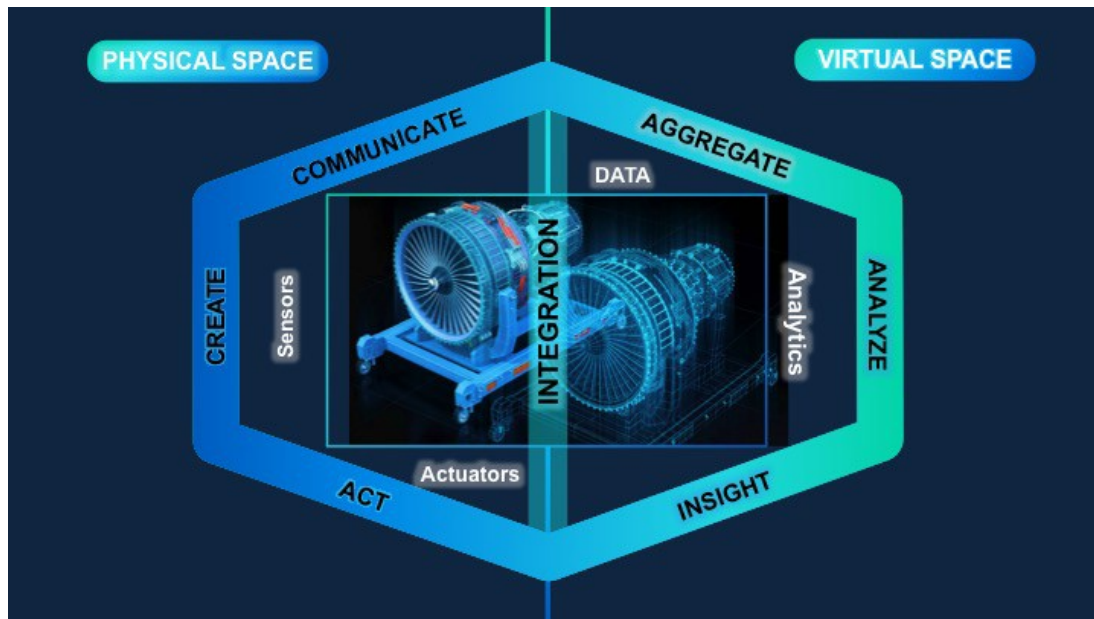 PHYSICAL SPACE
VIRTUAL SPACE
COMMUNICATE
AGGREGATE
DATA
CREATE
Sensors
INTEGRATION
Analytics
ANALYZE
Actuators
ACT
INSIGHT